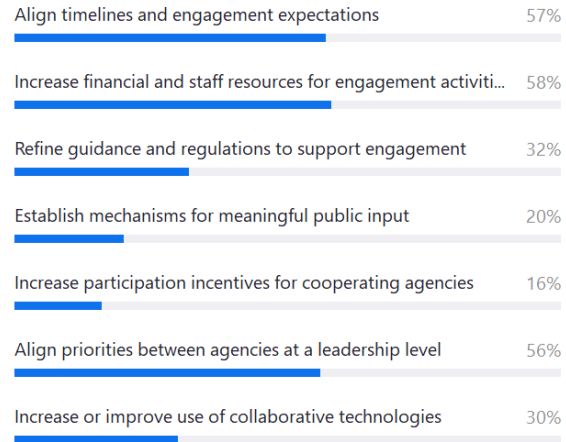 Align timelines and engagement expectations 57%
Increase financial and staff resources for engagement activiti... 58%
Refine guidance and regulations to support engagement 32%
Establish mechanisms for meaningful public input 20%
Increase participation incentives for cooperating agencies 16%
Align priorities between agencies at a leadership level 56%
Increase or improve use of collaborative technologies 30%